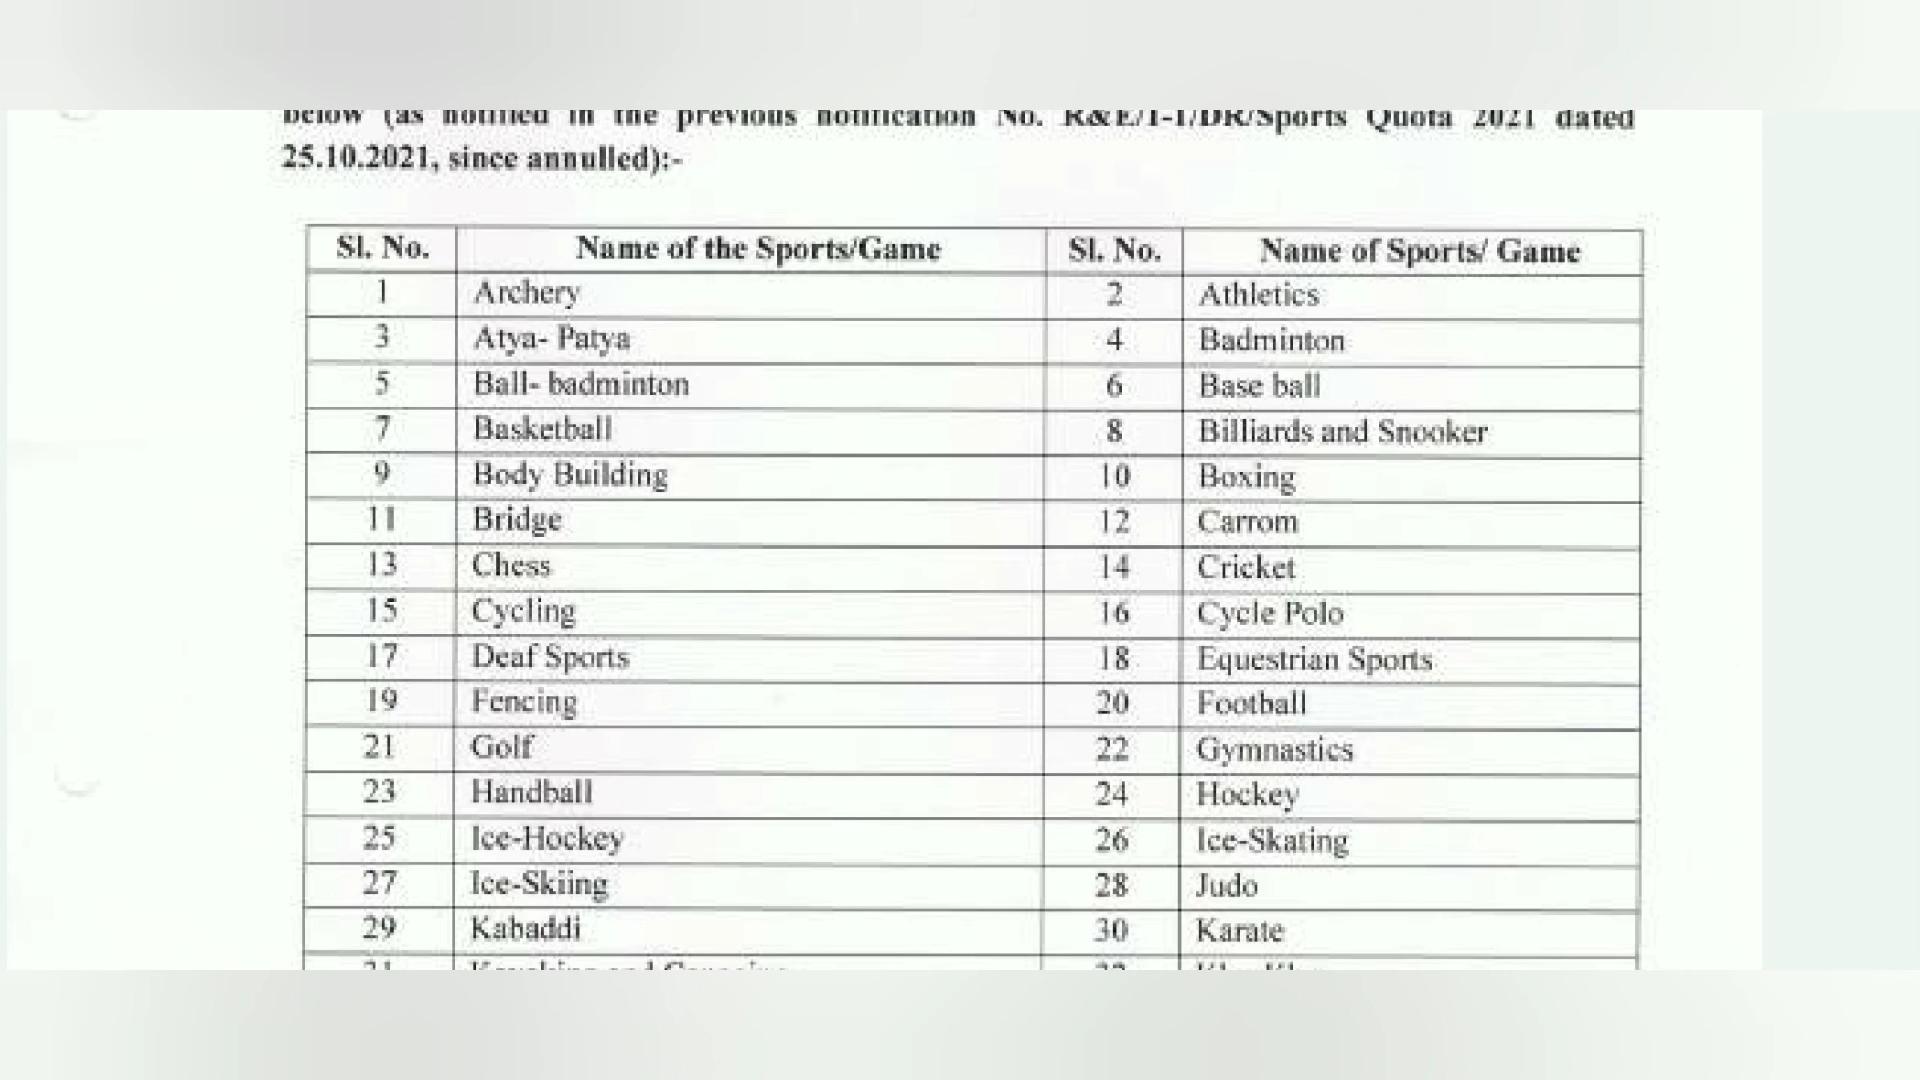 below (as notified in the previous notification No. R&E/1-1/DR/Sports Quota 2021 dated
25.10.2021, since annulled):-
Sl. No. Name of the Sports/Game Sl. No. Name of Sports/ Game
1 Archery 2 Athletics
3 Atya- Patya 4 Badminton
5 Ball- badminton 6 Base ball
7 Basketball 8 Billiards and Snooker
9 Body Building 10 Boxing
11 Bridge 12 Carrom
13 Chess 14 Cricket
15 Cycling 16 Cycle Polo
17 Deaf Sports 18 Equestrian Sports
19 Fencing 20 Football
21 Golf 22 Gymnastics
23 Handball 24 Hockey
25 Ice-Hockey 26 Ice-Skating
27 Ice-Skiing 28 Judo
29 Kabaddi 30 Karate